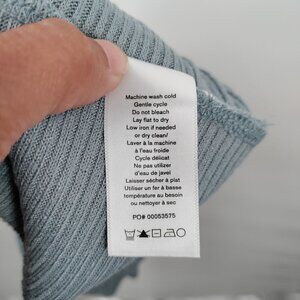 Machine wash cold
Gentle cycle
Do not bleach
Lay flat to dry
Low iron if needed
or dry clean/
Laver à la machine
à l'eau froide
Cycle délicat
Ne pas utiliser
d'eau de javel
Laisser sécher à plat
Utiliser un fer à basse
température au besoin
ou nettoyer à sec
PO# 00053575